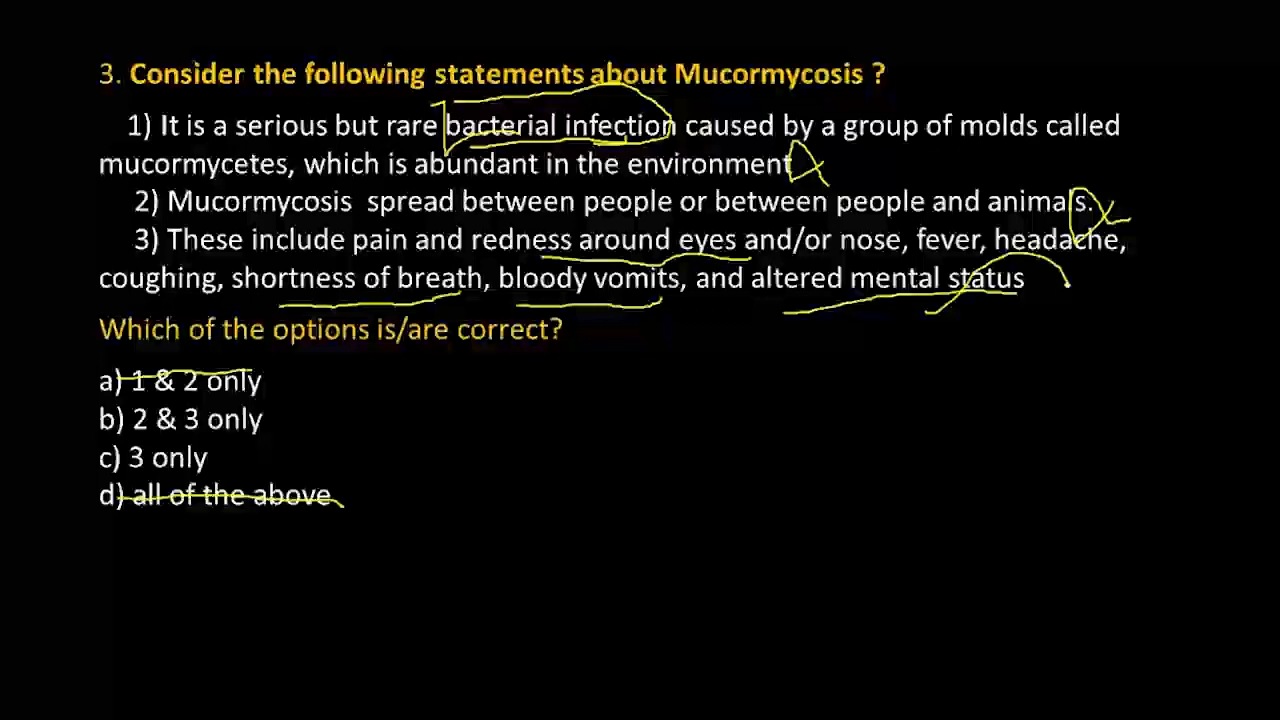 3. Consider the following statements about Mucormycosis ?
1) It is a serious but rare bacterial infection caused by a group of molds called
mucormycetes, which is abundant in the environment
2) Mucormycosis spread between people or between people and animals.
3) These include pain and redness around eyes and/or nose, fever, headache,
coughing, shortness of breath, bloody vomits, and altered mental status
Which of the options is/are correct?
a) 1 & 2 only
b) 2 & 3 only
c) 3 only
d) all of the above